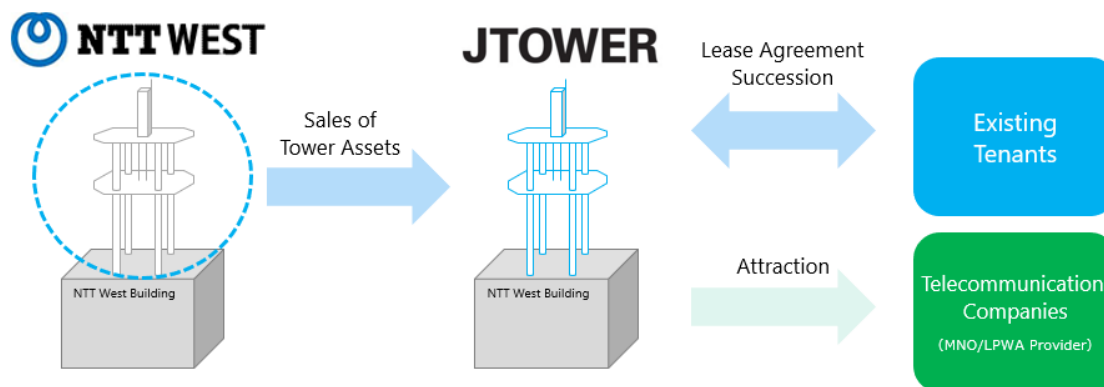 NTT WEST
JTOWER
Lease Agreement
Succession
Sales of
Tower Assets
Existing
Tenants
NTT West Building
NTT West Building
Attraction
Telecommunication
Companies
(MNO/LPWA Provider)